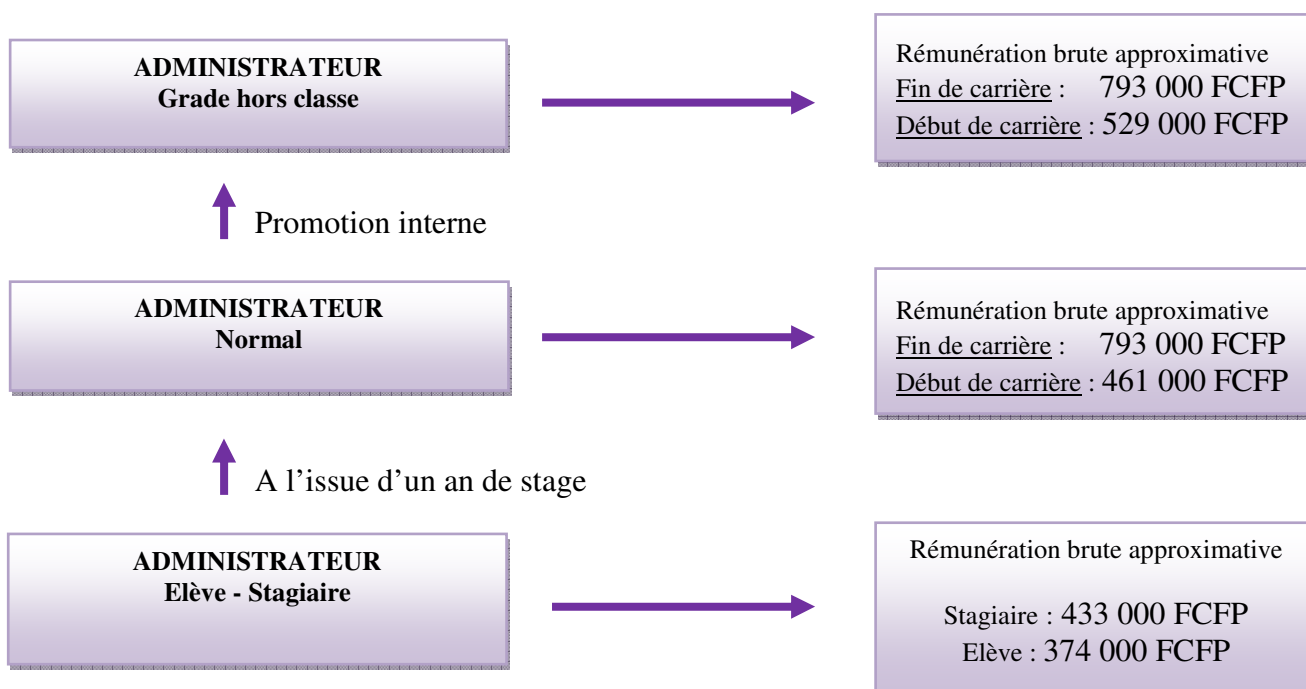 ADMINISTRATEUR
Grade hors classe
Rémunération brute approximative
Fin de carrière : 793 000 FCFP
Début de carrière : 529 000 FCFP
Promotion interne
ADMINISTRATEUR
Normal
Rémunération brute approximative
Fin de carrière : 793 000 FCFP
Début de carrière : 461 000 FCFP
A l’issue d’un an de stage
ADMINISTRATEUR
Elève - Stagiaire
Rémunération brute approximative
Stagiaire : 433 000 FCFP
Elève : 374 000 FCFP